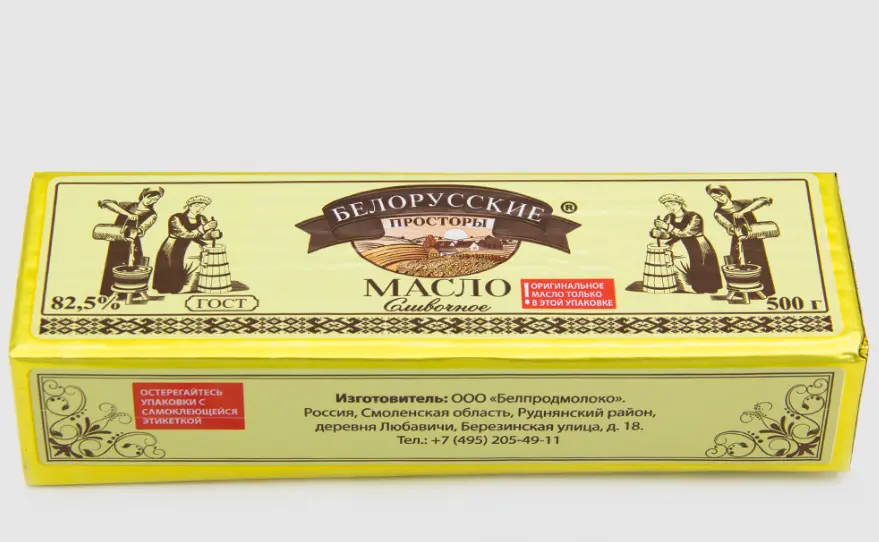 БЕЛОРУССКИЕ ®
ПРОСТОРЫ
МАСЛО
Сливочное
82,5%
ГОСТ
! ОРИГИНАЛЬНОЕ
МАСЛО ТОЛЬКО
В ЭТОЙ УПАКОВКЕ
500 г
ОСТЕРЕГАЙТЕСЬ
УПАКОВКИ С
САМОКЛЕЮЩЕЙСЯ
ЭТИКЕТКОЙ
Изготовитель: ООО «Белпродмолоко».
Россия, Смоленская область, Руднянский район,
деревня Любавичи, Березинская улица, д. 18.
Тел.: +7 (495) 205-49-11